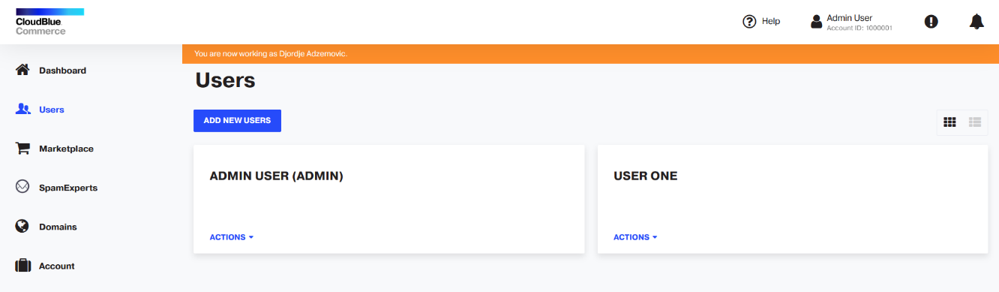 CloudBlue
Commerce
Help
Admin User
Account ID: 1000001
You are now working as Djordje Adzemovic.
Dashboard
Users
Users
ADD NEW USERS
Marketplace
SpamExperts
ADMIN USER (ADMIN)
USER ONE
Domains
ACTIONS
ACTIONS
Account